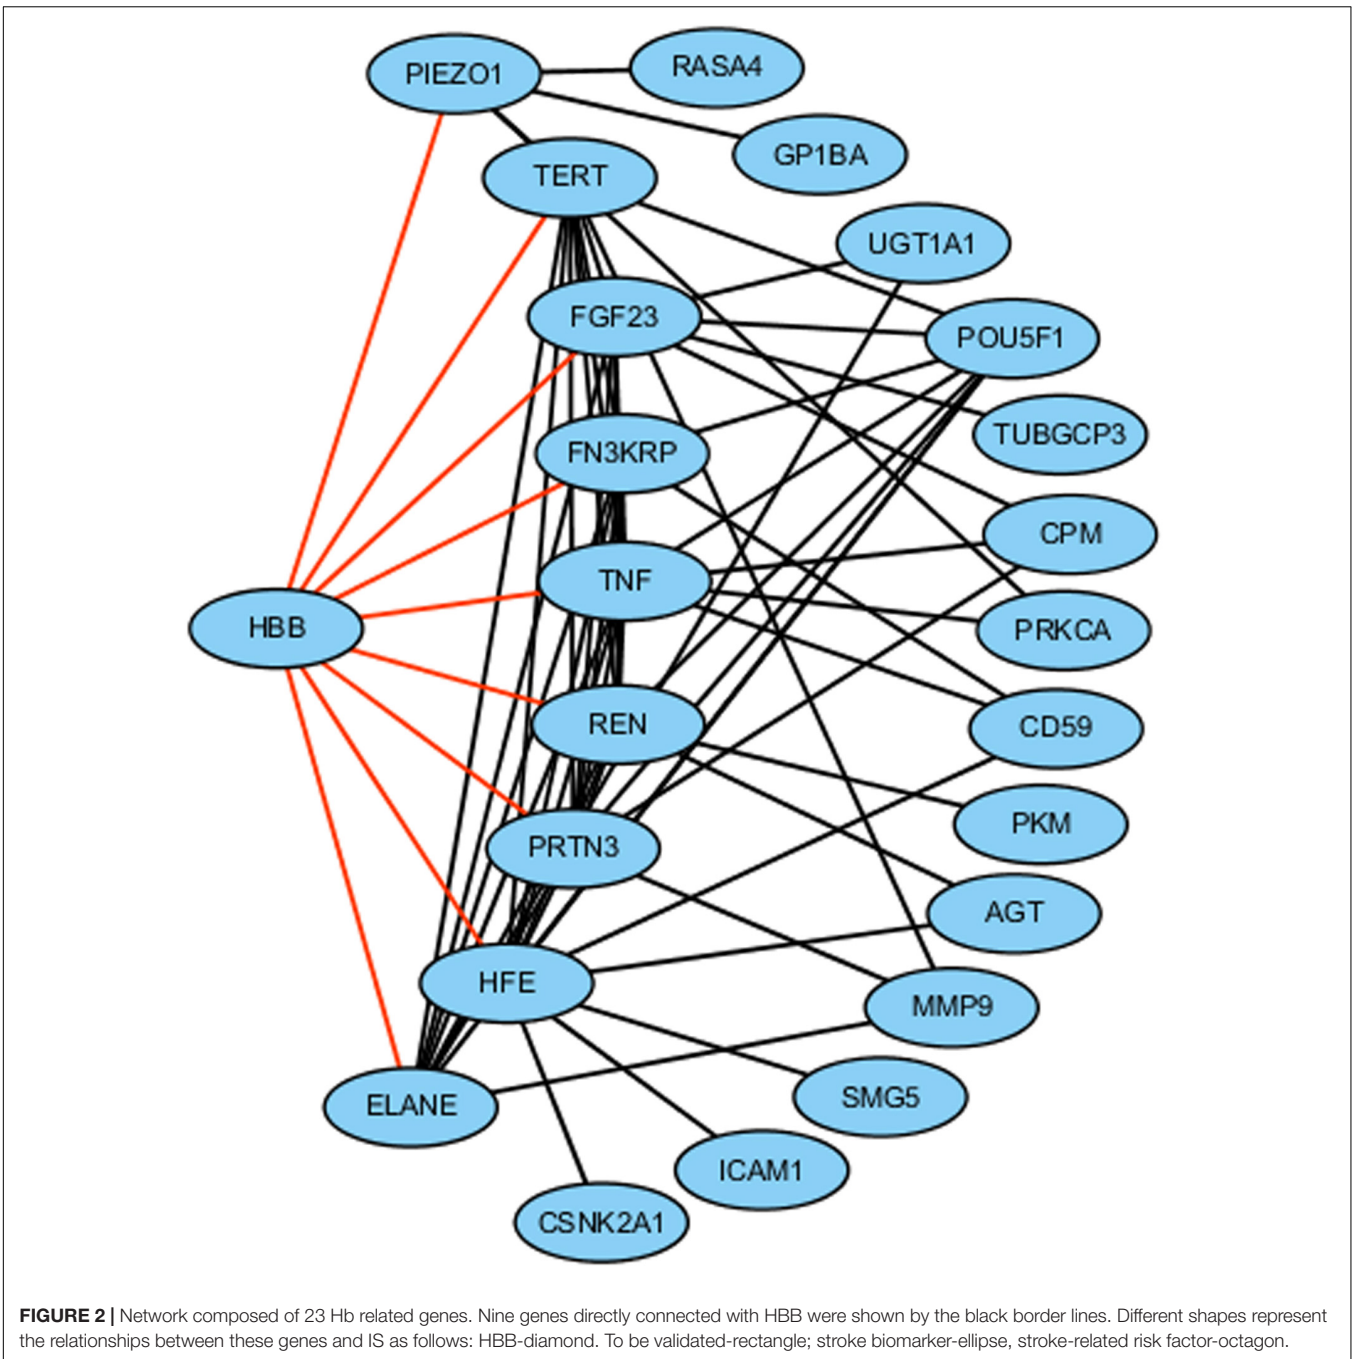 PIEZO1
RASA4
GP1BA
TERT
UGT1A1
FGF23
POU5F1
TUBGCP3
FN3KRP
CPM
TNF
HBB
PRKCA
REN
CD59
PKM
PRTN3
AGT
HFE
MMP9
ELANE
SMG5
ICAM1
CSNK2A1
FIGURE 2 | Network composed of 23 Hb related genes. Nine genes directly connected with HBB were shown by the black border lines. Different shapes represent
the relationships between these genes and IS as follows: HBB-diamond. To be validated-rectangle; stroke biomarker-ellipse, stroke-related risk factor-octagon.